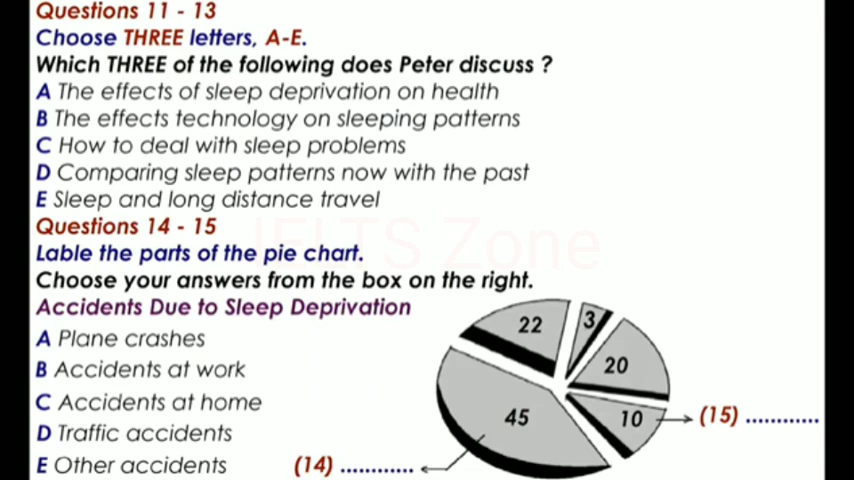 Questions 11 - 13
Choose THREE letters, A-E.
Which THREE of the following does Peter discuss ?
A The effects of sleep deprivation on health
B The effects technology on sleeping patterns
C How to deal with sleep problems
D Comparing sleep patterns now with the past
E Sleep and long distance travel
Questions 14 - 15
IELTS Zone
Lable the parts of the pie chart.
Choose your answers from the box on the right.
Accidents Due to Sleep Deprivation
A Plane crashes
B Accidents at work
C Accidents at home
D Traffic accidents
E Other accidents
22
3
20
45
10
(15) ............
(14) ............